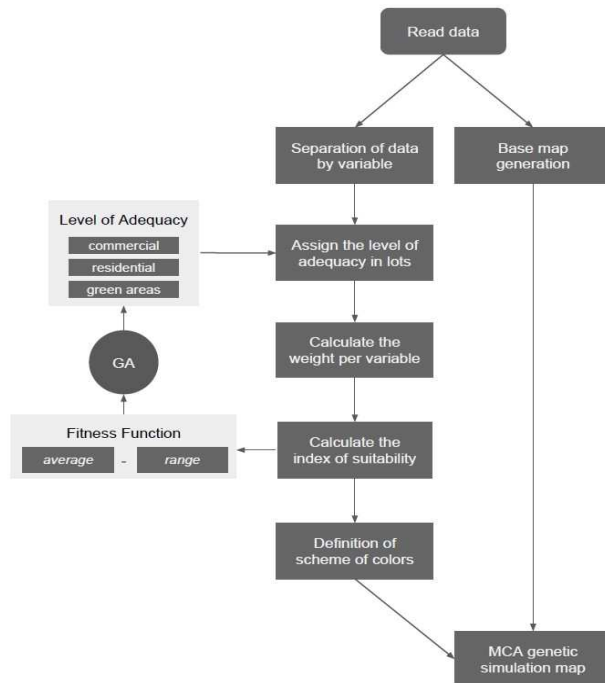 Read data
Separation of data
by variable
Base map
generation
Level of Adequacy
commercial
residential
green areas
Assign the level of
adequacy in lots
Calculate the
weight per variable
GA
Fitness Function
average - range
Calculate the
index of suitability
Definition of
scheme of colors
MCA genetic
simulation map